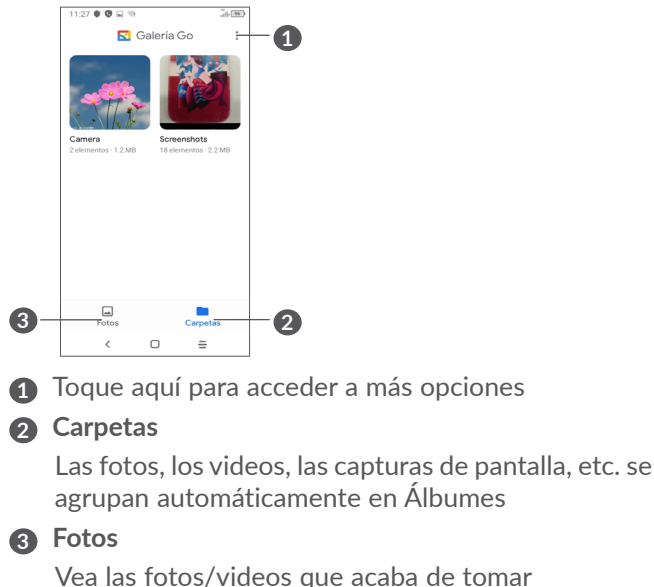 11:27
Galería Go
1
Camera
2 elementos · 1.2 MB
Screenshots
18 elementos · 2.2 MB
3
Fotos
Carpetas
2
1 Toque aquí para acceder a más opciones
2 Carpetas
Las fotos, los videos, las capturas de pantalla, etc. se
agrupan automáticamente en Álbumes
3 Fotos
Vea las fotos/videos que acaba de tomar